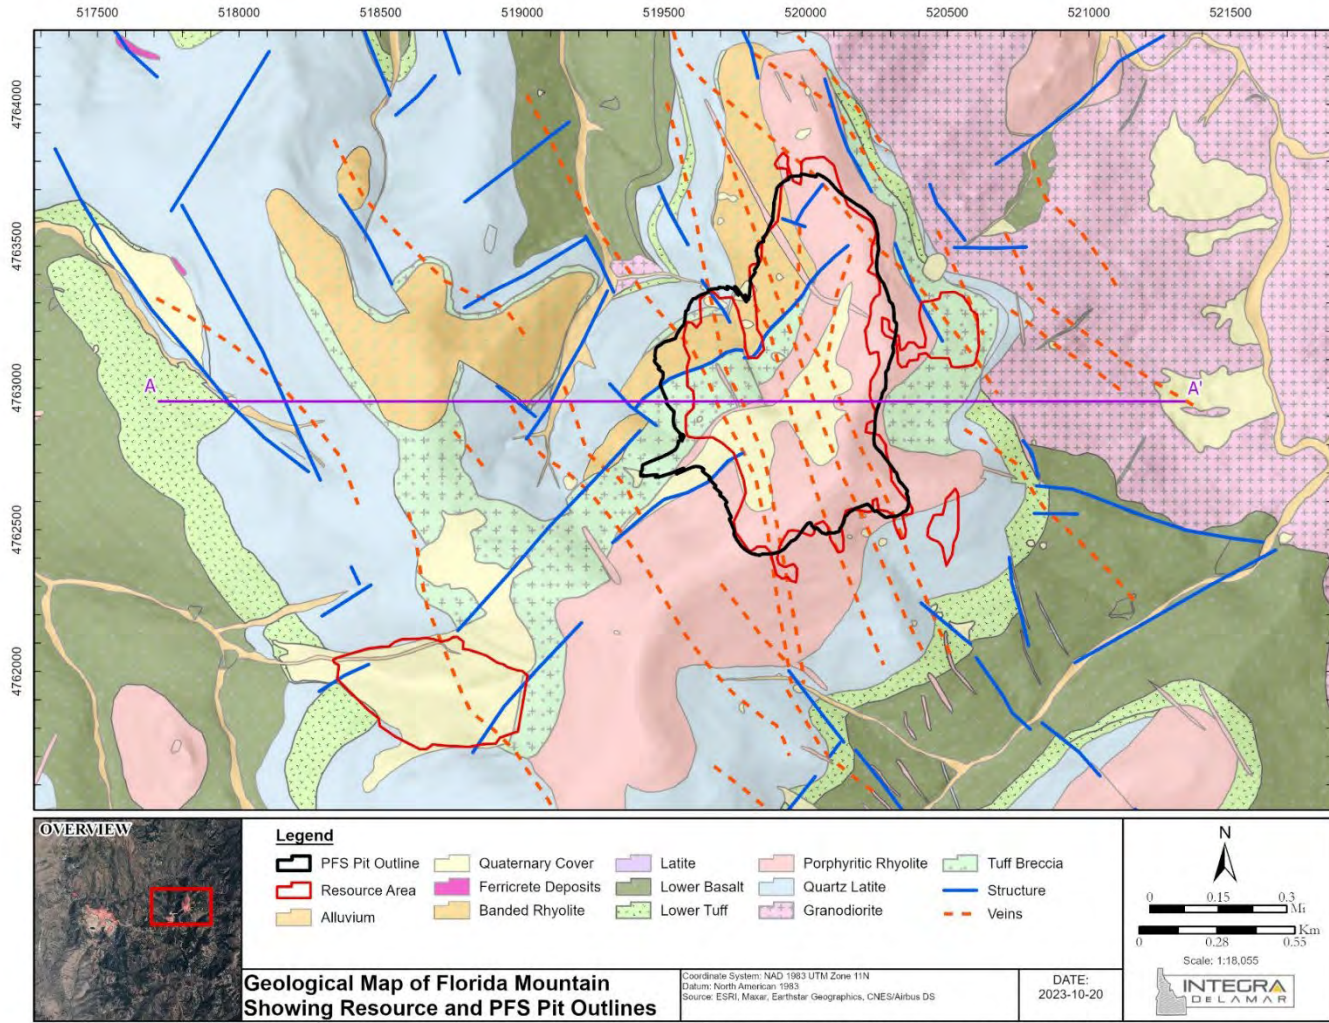 517500 518000 518500 519000 519500 520000 520500 521000 521500
4764000
4763500
4763000
4762500
4762000
A
A'
OVERVIEW
Legend
PFS Pit Outline
Resource Area
Alluvium
Quaternary Cover
Ferricrete Deposits
Banded Rhyolite
Latite
Lower Basalt
Lower Tuff
Porphyritic Rhyolite
Quartz Latite
Granodiorite
Tuff Breccia
Structure
Veins
N
0 0.15 0.3
Mi
Km
0 0.28 0.55
Scale: 1:18,055
INTEGRA
DELAMAR
Geological Map of Florida Mountain
Showing Resource and PFS Pit Outlines
Coordinate System: NAD 1983 UTM Zone 11N
Datum: North American 1983
Source: ESRI, Maxar, Earthstar Geographics, CNES/Airbus DS
DATE:
2023-10-20